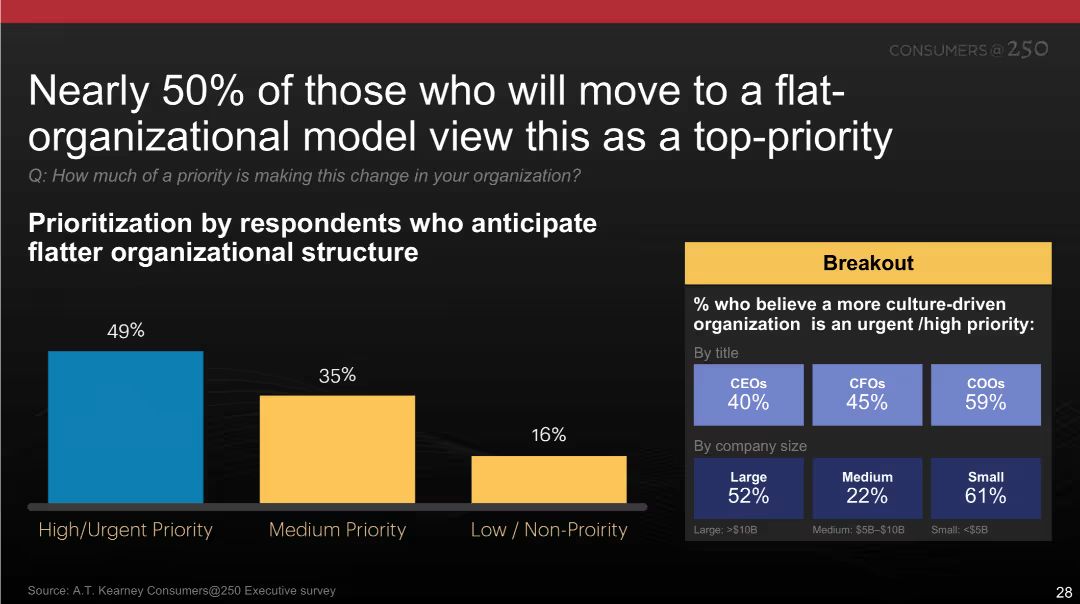 CONSUMERS@250
Nearly 50% of those who will move to a flat-
organizational model view this as a top-priority
Q: How much of a priority is making this change in your organization?
Prioritization by respondents who anticipate
flatter organizational structure
49%
35%
16%
High/Urgent Priority
Medium Priority
Low / Non-Proirity
Breakout
% who believe a more culture-driven
organization is an urgent /high priority:
By title
CEOs
40%
CFOs
45%
COOs
59%
By company size
Large
52%
Medium
22%
Small
61%
Large: >$10B
Medium: $5B–$10B
Small: <$5B
Source: A.T. Kearney Consumers@250 Executive survey
28